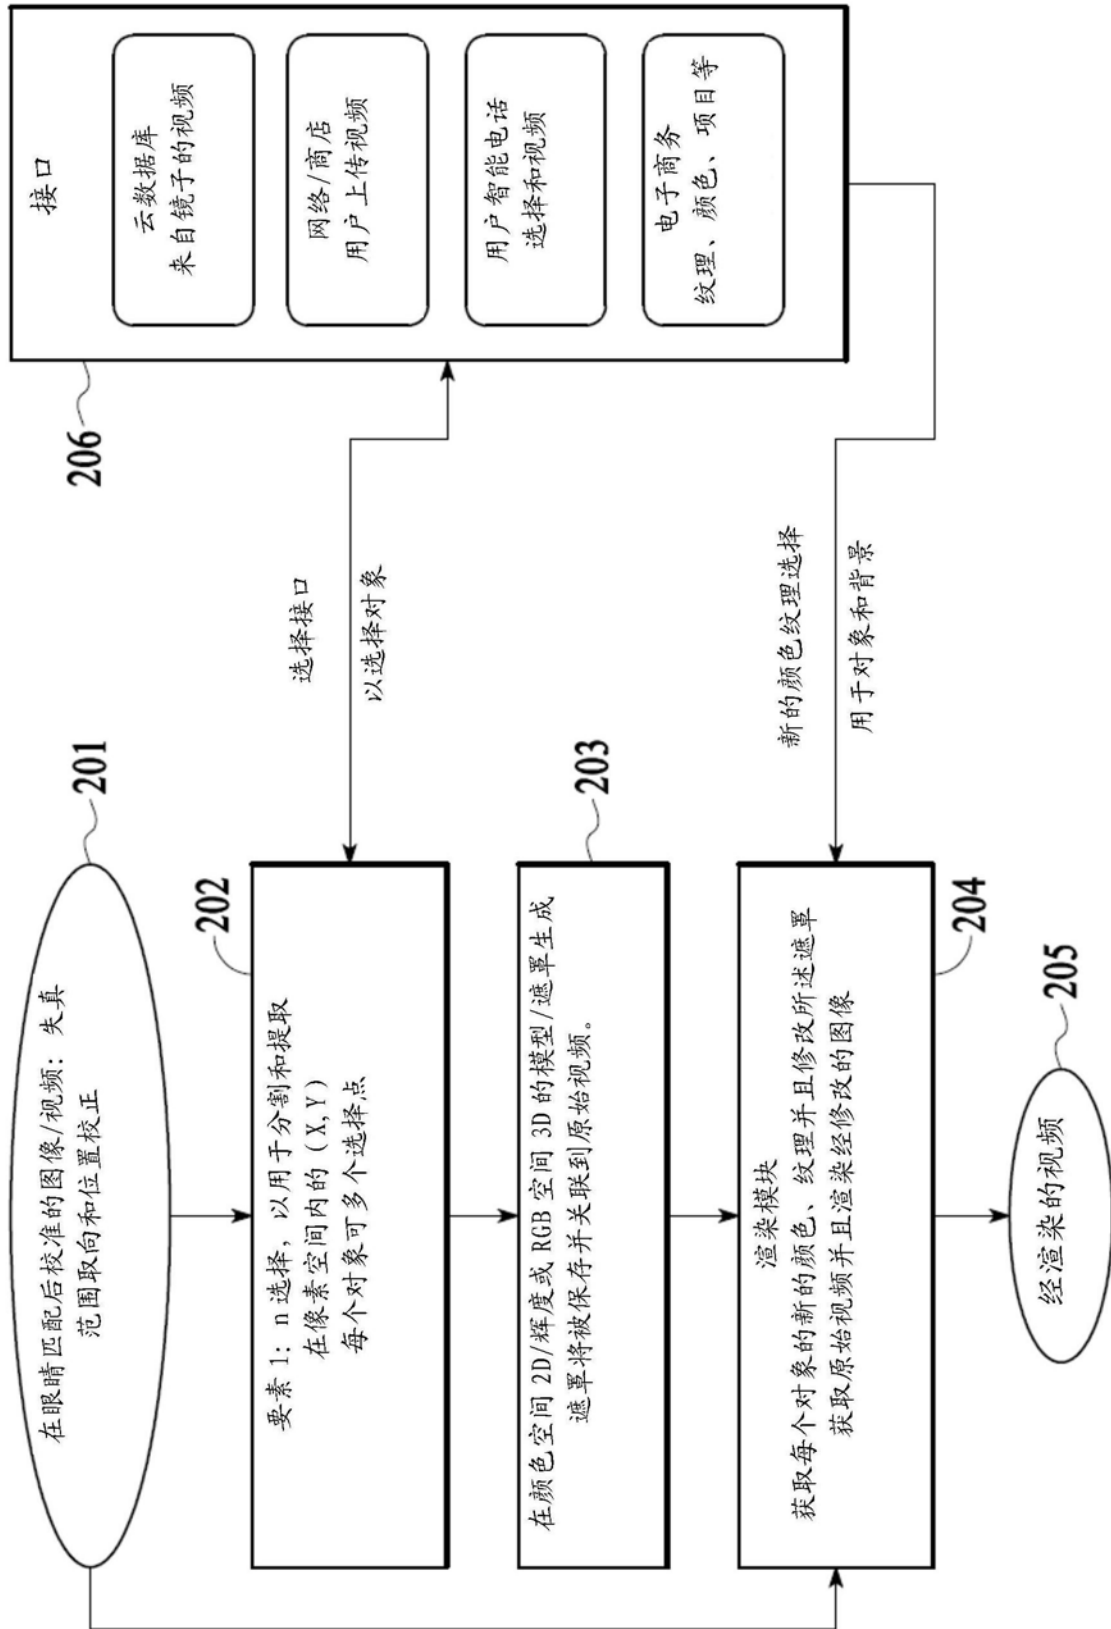 201
在眼睛匹配后校准的图像/视频：失真
范围取向和位置校正
202
要素 1：n 选择，以用于分割和提取
在像素空间内的 (X,Y)
每个对象可多个选择点
203
在颜色空间 2D/辉度或 RGB 空间 3D 的模型/遮罩生成
遮罩将被保存并关联到原始视频。
204
渲染模块
获取每个对象的新的颜色、纹理并且修改所述遮罩
获取原始视频并且渲染经修改的图像
205
经渲染的视频
选择接口
以选择对象
新的颜色纹理选择
用于对象和背景
206
接口
云数据库
来自镜子的视频
网络/商店
用户上传视频
用户智能电话
选择和视频
电子商务
纹理、颜色、项目等